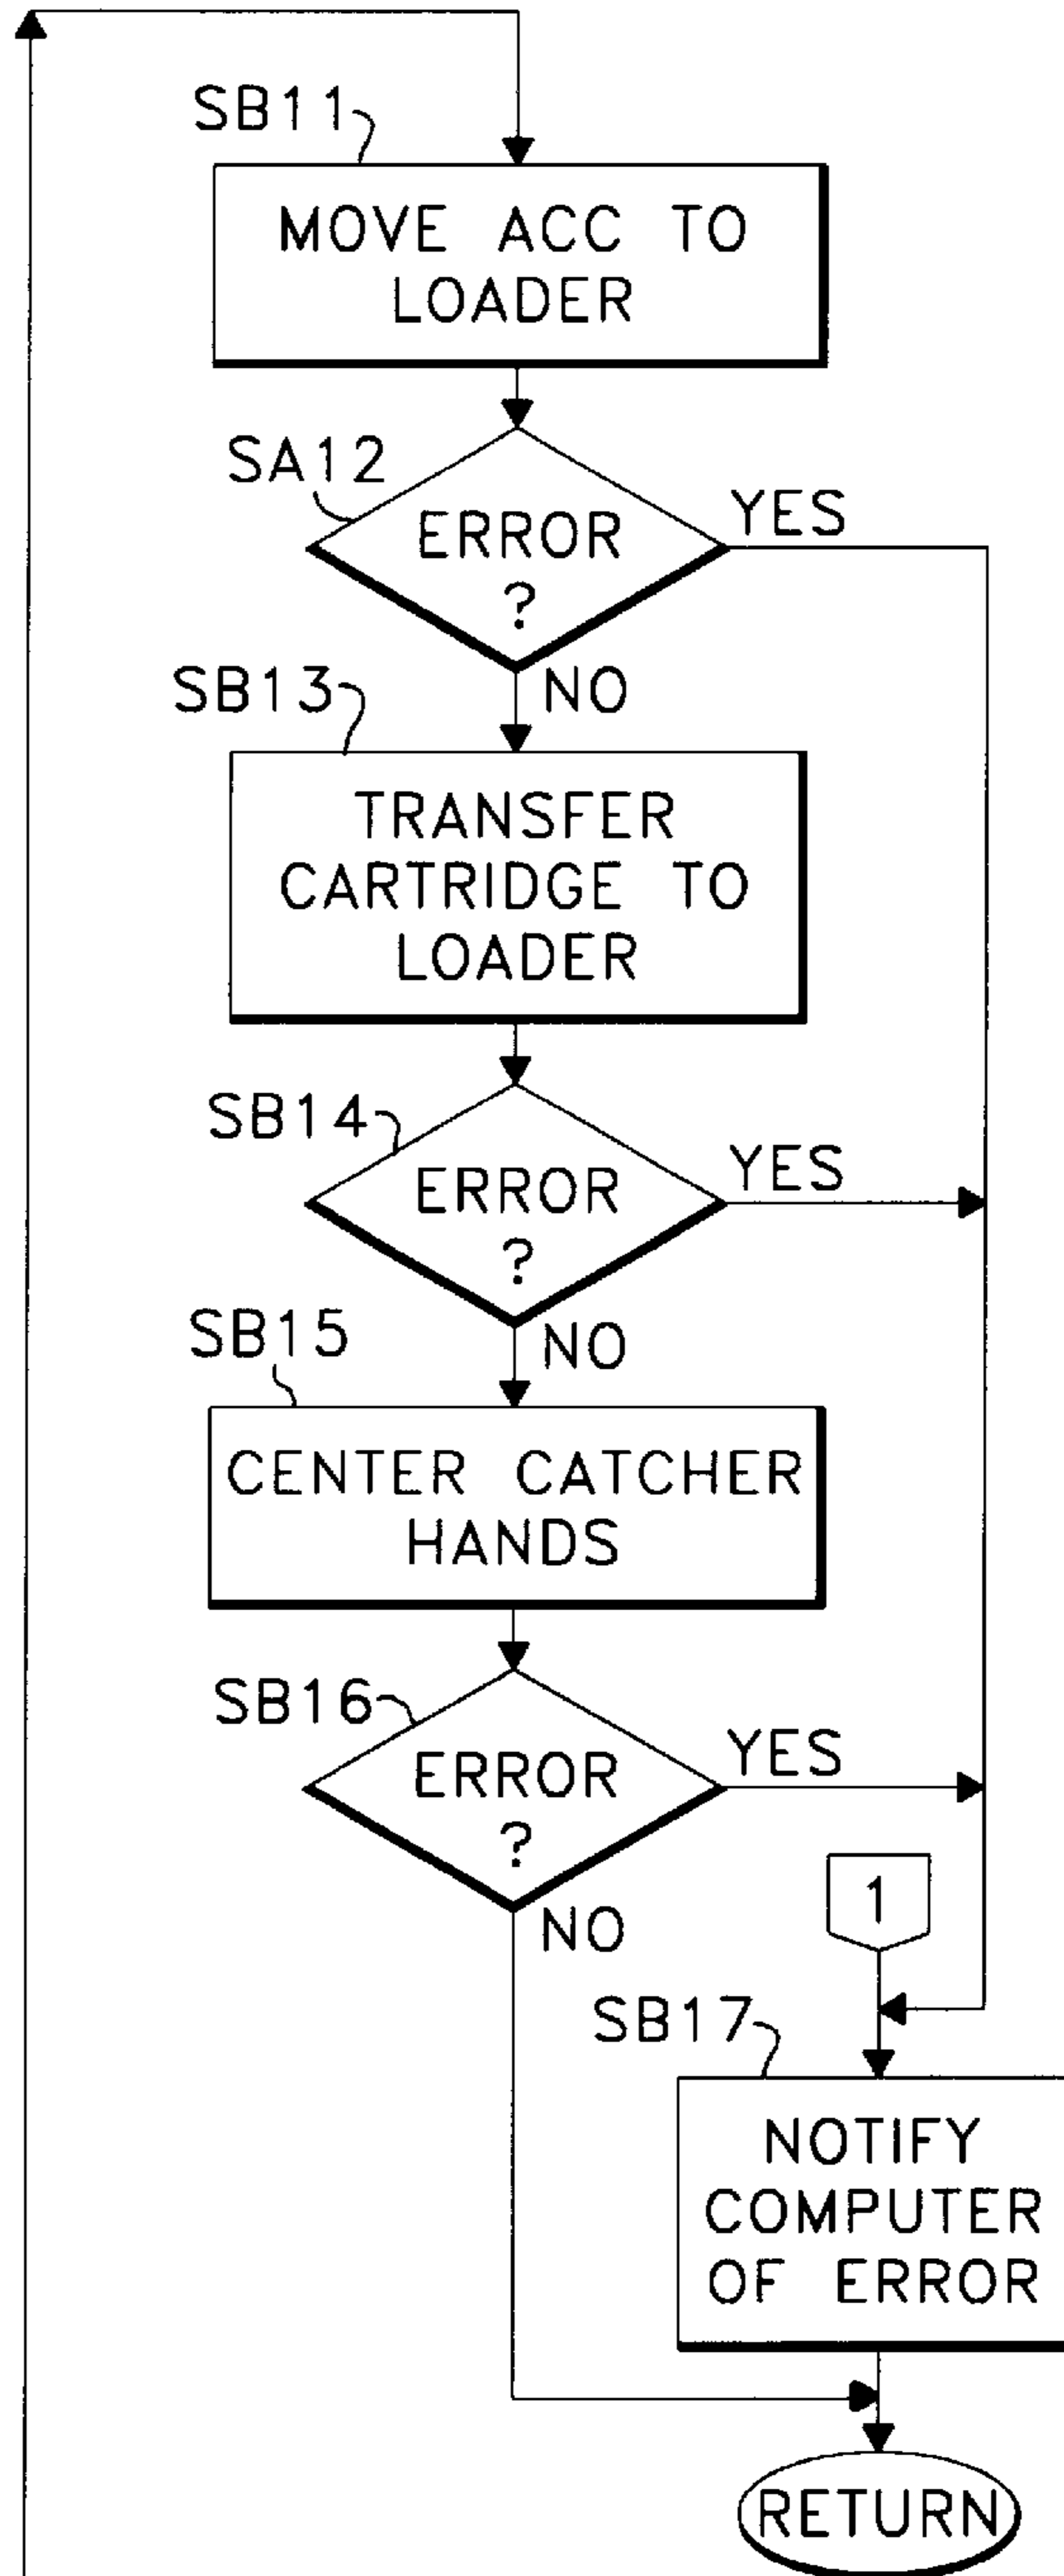 SB11
MOVE ACC TO
LOADER
SA12
ERROR
?
YES
NO
SB13
TRANSFER
CARTRIDGE TO
LOADER
SB14
ERROR
?
YES
NO
SB15
CENTER CATCHER
HANDS
SB16
ERROR
?
YES
NO
1
SB17
NOTIFY
COMPUTER
OF ERROR
RETURN